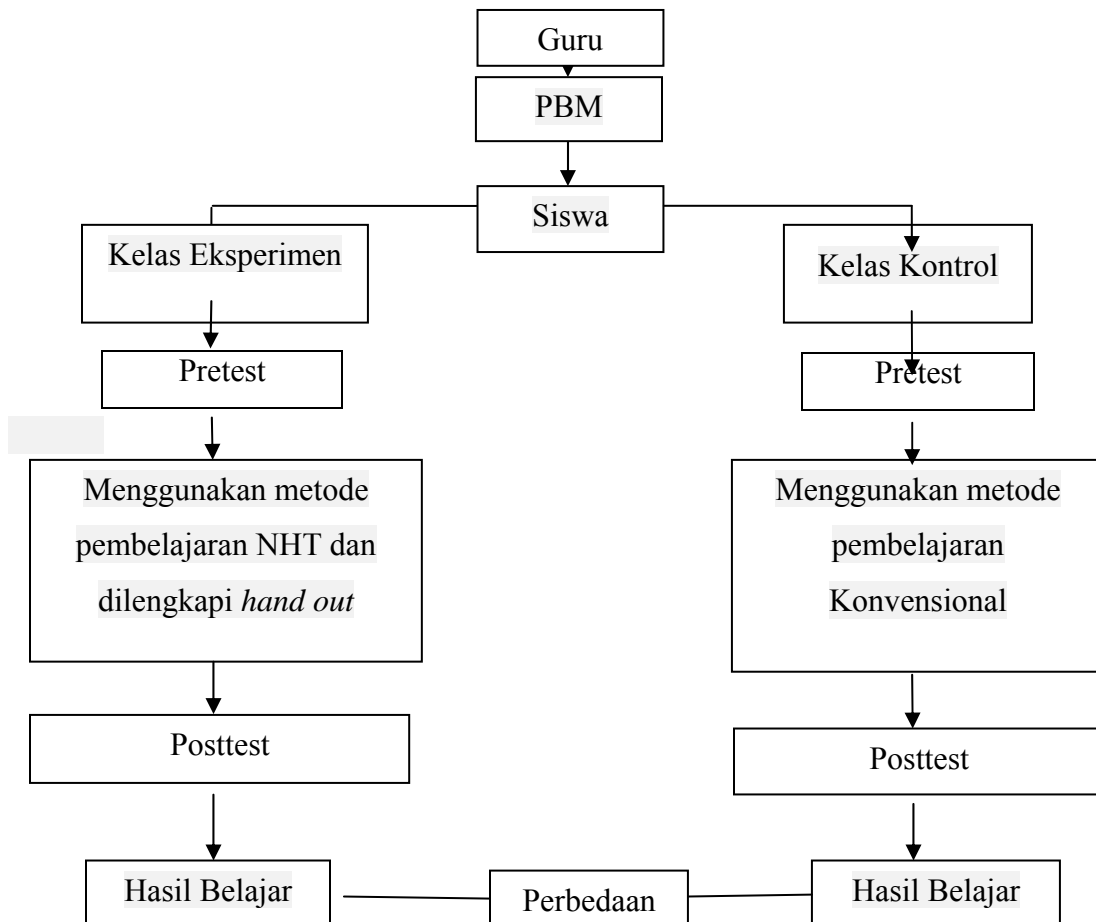 Guru
PBM
Siswa
Kelas Eksperimen
Kelas Kontrol
Pretest
Pretest
Menggunakan metode
pembelajaran NHT dan
dilengkapi hand out
Menggunakan metode
pembelajaran
Konvensional
Posttest
Posttest
Hasil Belajar
Perbedaan
Hasil Belajar